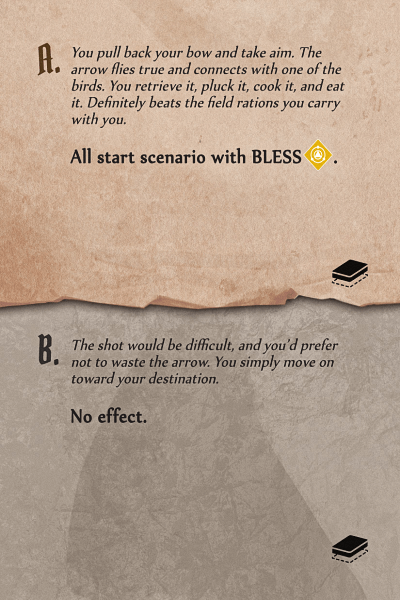 A. You pull back your bow and take aim. The
arrow flies true and connects with one of the
birds. You retrieve it, pluck it, cook it, and eat
it. Definitely beats the field rations you carry
with you.
All start scenario with BLESS.
B. The shot would be difficult, and you'd prefer
not to waste the arrow. You simply move on
toward your destination.
No effect.